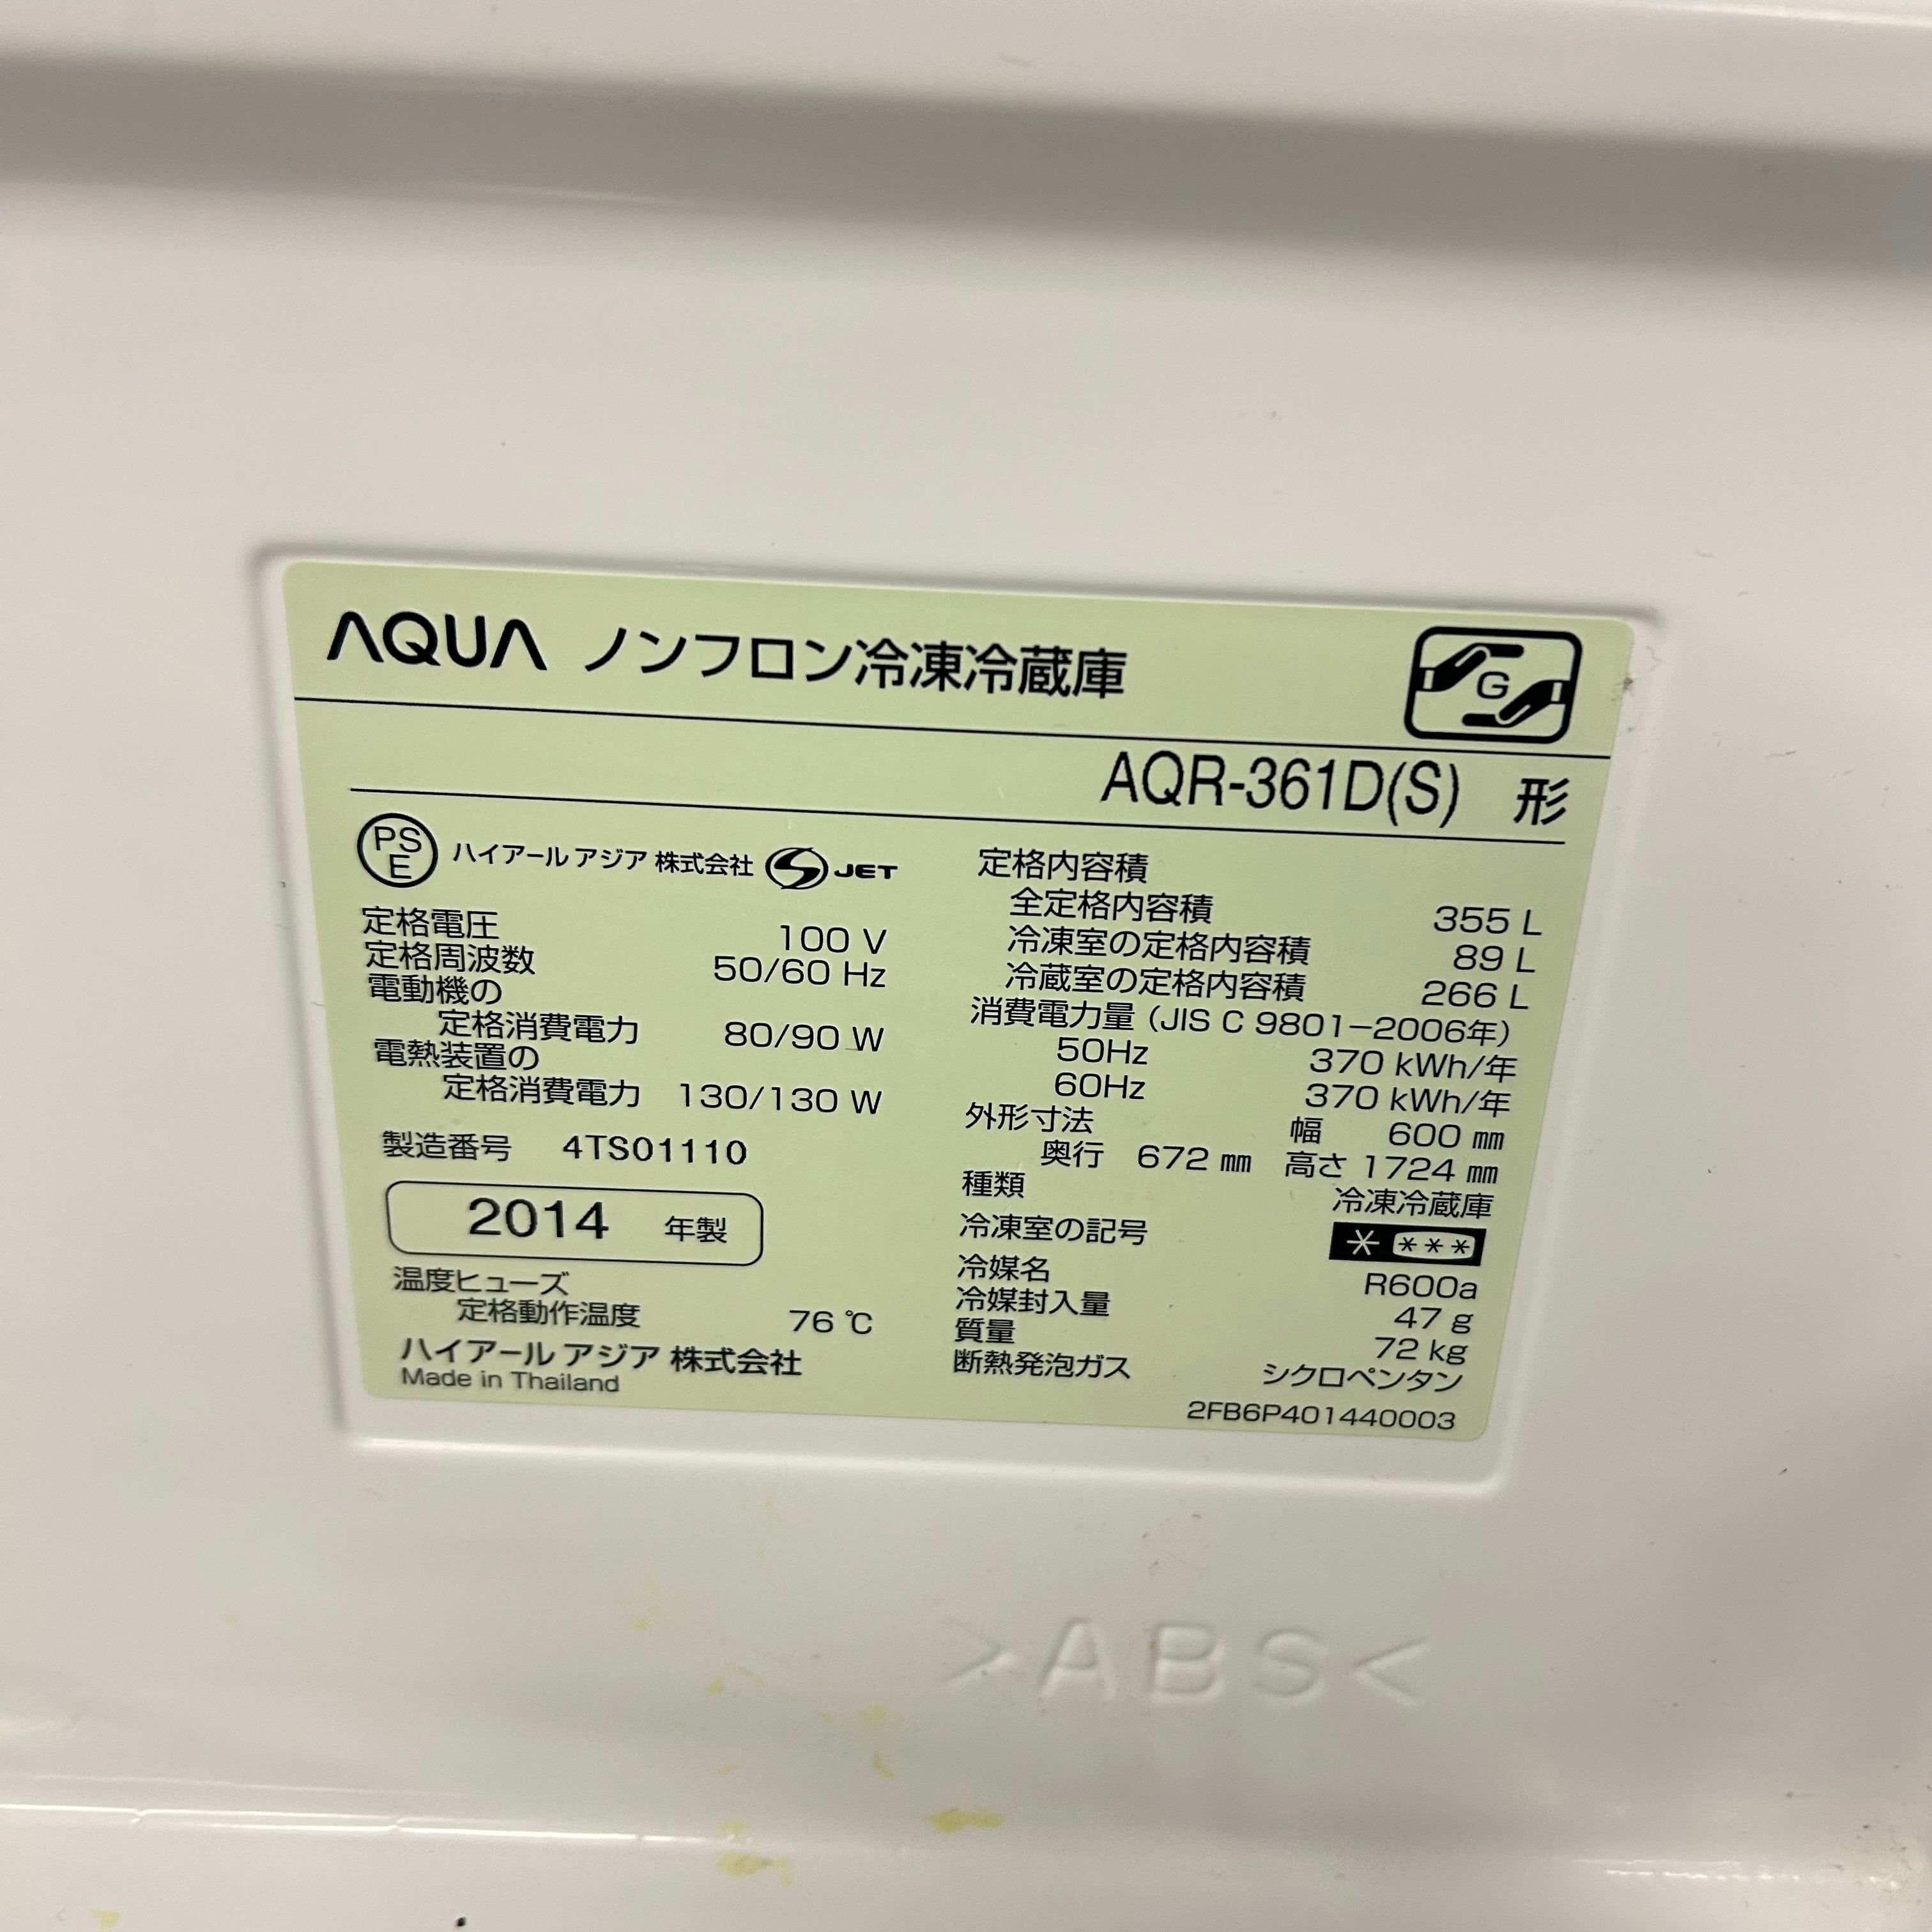 AQUA ノンフロン冷凍冷蔵庫
G
AQR-361D(S) 形
PS
E
ハイアール アジア 株式会社 S JET
定格電圧 100 V
定格周波数 50/60 Hz
電動機の
定格消費電力 80/90 W
電熱装置の
定格消費電力 130/130 W
製造番号 4TS01110
2014 年製
温度ヒューズ
定格動作温度 76 ℃
ハイアール アジア 株式会社
Made in Thailand
定格内容積
全定格内容積 355 L
冷凍室の定格内容積 89 L
冷蔵室の定格内容積 266 L
消費電力量 (JIS C 9801−2006年)
50Hz 370 kWh/年
60Hz 370 kWh/年
外形寸法 幅 600 ㎜
奥行 672 ㎜ 高さ 1724 ㎜
種類 冷凍冷蔵庫
冷凍室の記号 * ***
冷媒名 R600a
冷媒封入量 47 g
質量 72 kg
断熱発泡ガス シクロペンタン
2FB6P401440003
>ABS<